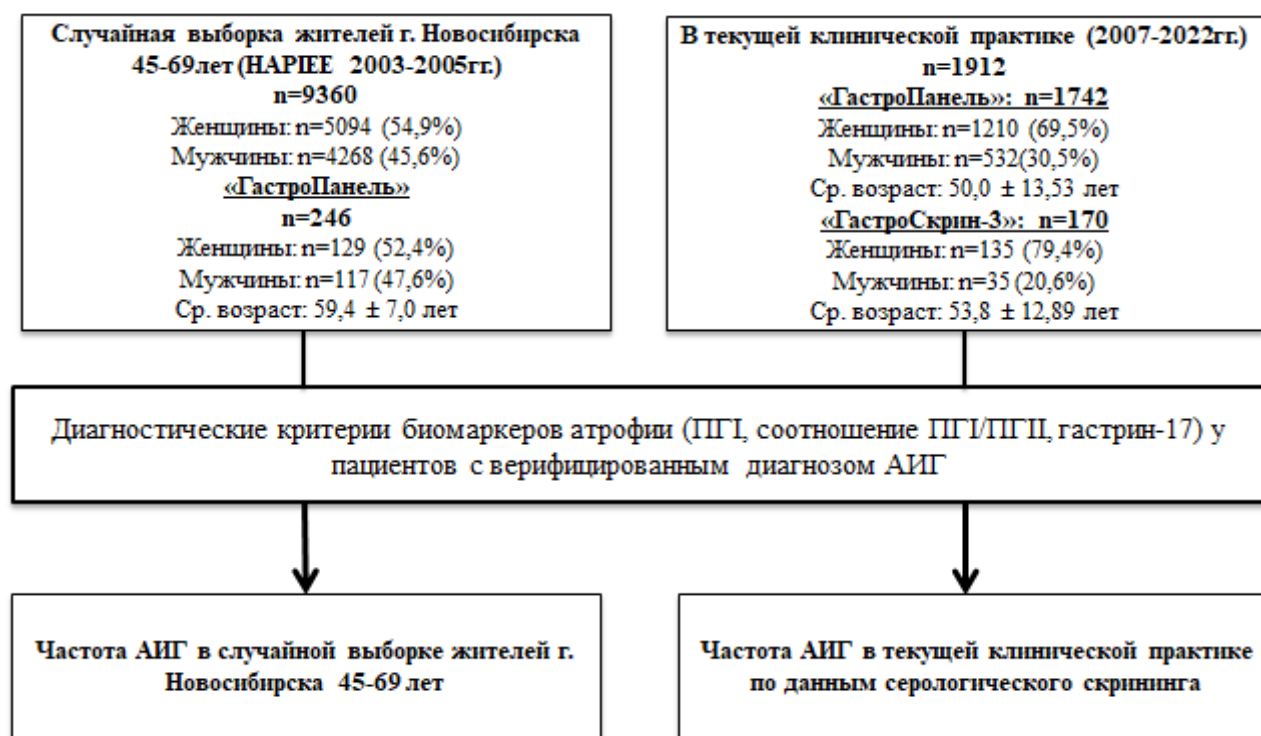 Случайная выборка жителей г. Новосибирска
45-69лет (HAPIEE 2003-2005гг.)
n=9360
Женщины: n=5094 (54,9%)
Мужчины: n=4268 (45,6%)
«ГастроПанель»
n=246
Женщины: n=129 (52,4%)
Мужчины: n=117 (47,6%)
Ср. возраст: 59,4 ± 7,0 лет
В текущей клинической практике (2007-2022гг.)
n=1912
«ГастроПанель»: n=1742
Женщины: n=1210 (69,5%)
Мужчины: n=532(30,5%)
Ср. возраст: 50,0 ± 13,53 лет
«ГастроСкрин-3»: n=170
Женщины: n=135 (79,4%)
Мужчины: n=35 (20,6%)
Ср. возраст: 53,8 ± 12,89 лет
Диагностические критерии биомаркеров атрофии (ПГI, соотношение ПГI/ПГII, гастрин-17) у
пациентов с верифицированным диагнозом АИГ
Частота АИГ в случайной выборке жителей г.
Новосибирска 45-69 лет
Частота АИГ в текущей клинической практике
по данным серологического скрининга